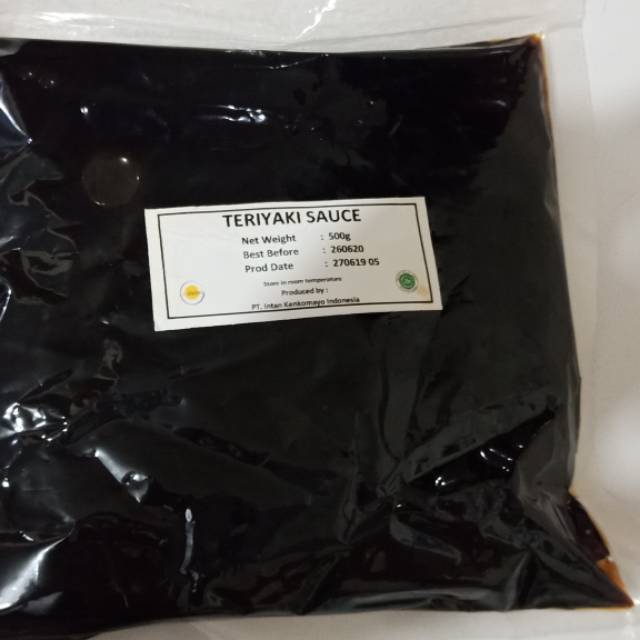 TERIYAKI SAUCE
Net Weight : 500g
Best Before : 260620
Prod Date : 270619 05
Store in room temperature
Produced by :
PT. Intan Kenkomayo Indonesia